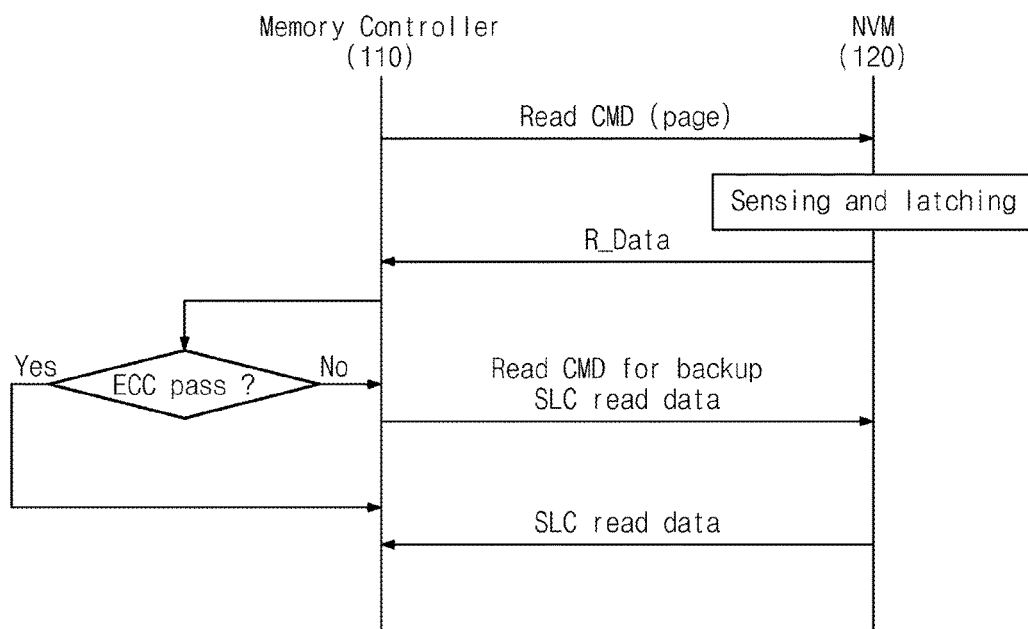 Memory Controller
(110)
NVM
(120)
Read CMD (page)
Sensing and latching
R_Data
Yes
ECC pass ?
No
Read CMD for backup
SLC read data
SLC read data